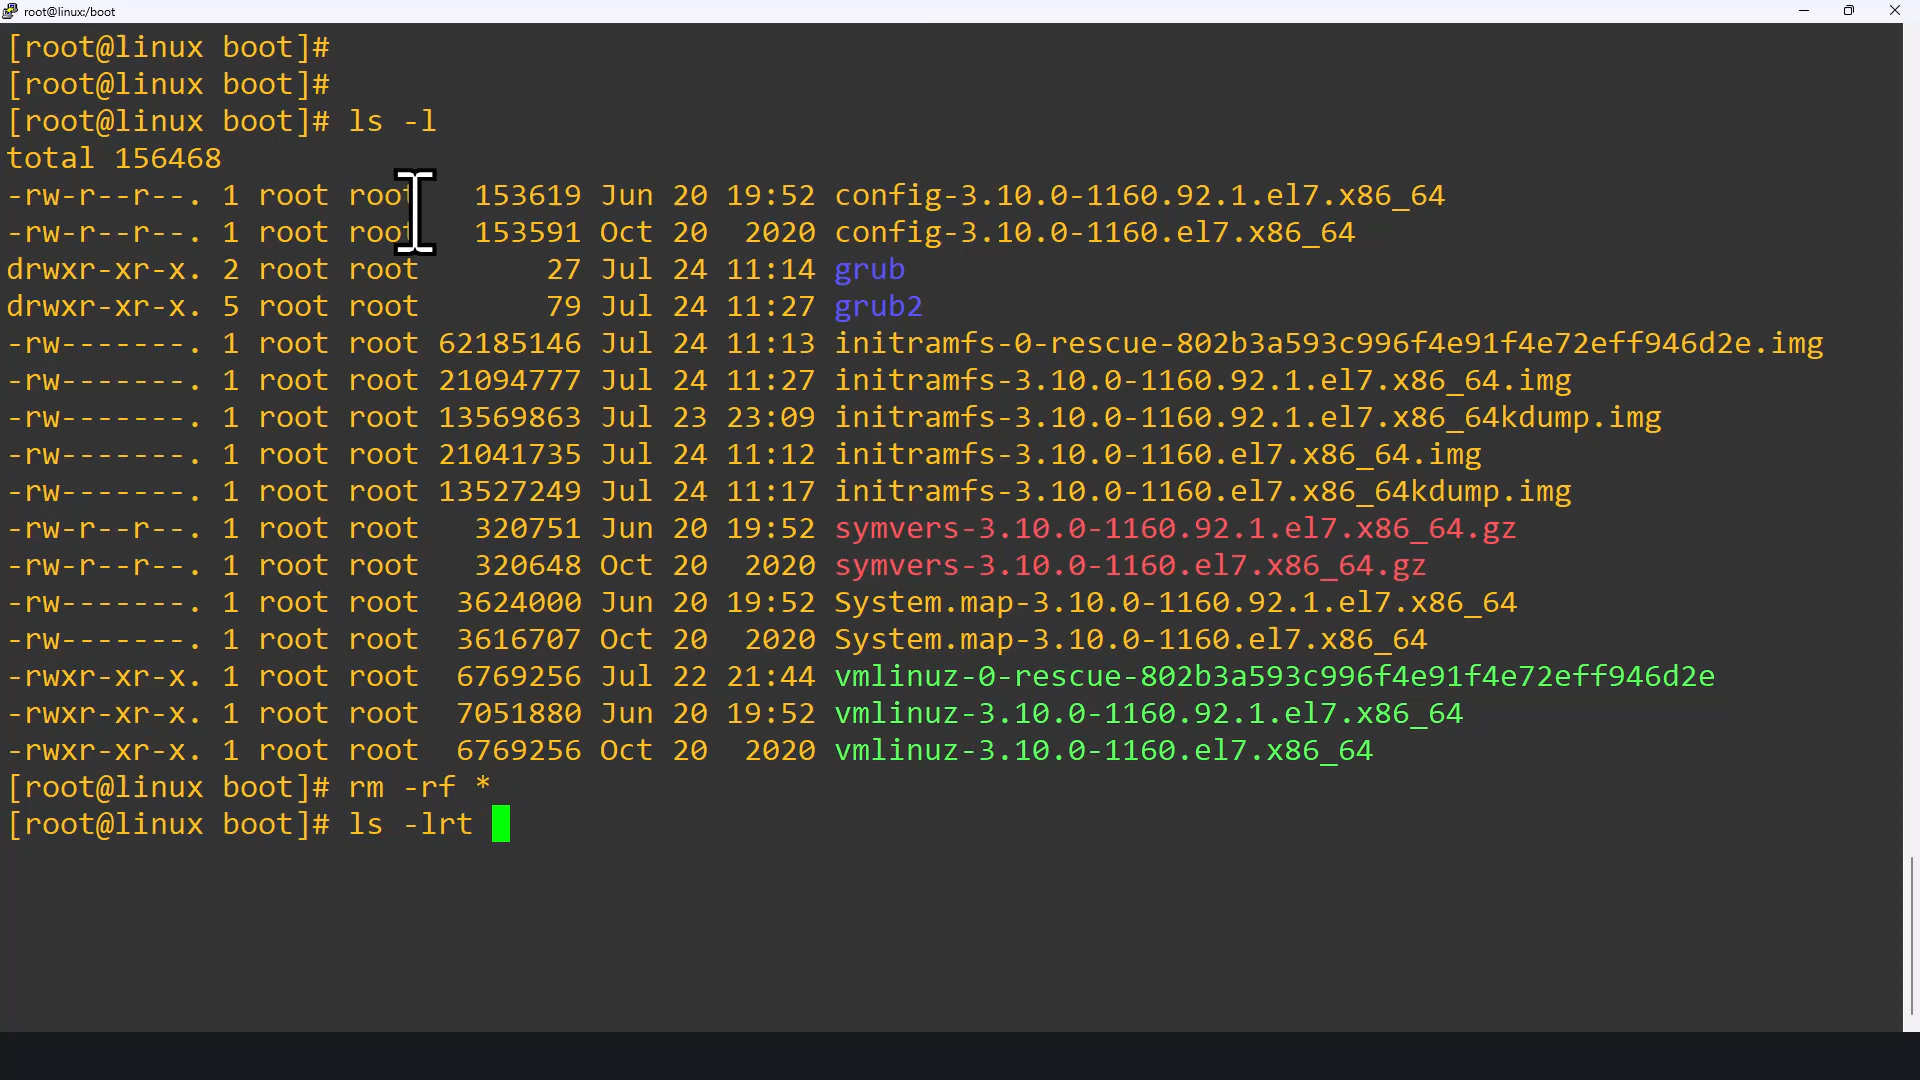 root@linux:/boot
[root@linux boot]#
[root@linux boot]#
[root@linux boot]# ls -l
total 156468
-rw-r--r--. 1 root root   153619 Jun 20 19:52 config-3.10.0-1160.92.1.el7.x86_64
-rw-r--r--. 1 root root   153591 Oct 20  2020 config-3.10.0-1160.el7.x86_64
drwxr-xr-x. 2 root root       27 Jul 24 11:14 grub
drwxr-xr-x. 5 root root       79 Jul 24 11:27 grub2
-rw-------. 1 root root 62185146 Jul 24 11:13 initramfs-0-rescue-802b3a593c996f4e91f4e72eff946d2e.img
-rw-------. 1 root root 21094777 Jul 24 11:27 initramfs-3.10.0-1160.92.1.el7.x86_64.img
-rw-------. 1 root root 13569863 Jul 23 23:09 initramfs-3.10.0-1160.92.1.el7.x86_64kdump.img
-rw-------. 1 root root 21041735 Jul 24 11:12 initramfs-3.10.0-1160.el7.x86_64.img
-rw-------. 1 root root 13527249 Jul 24 11:17 initramfs-3.10.0-1160.el7.x86_64kdump.img
-rw-r--r--. 1 root root   320751 Jun 20 19:52 symvers-3.10.0-1160.92.1.el7.x86_64.gz
-rw-r--r--. 1 root root   320648 Oct 20  2020 symvers-3.10.0-1160.el7.x86_64.gz
-rw-------. 1 root root  3624000 Jun 20 19:52 System.map-3.10.0-1160.92.1.el7.x86_64
-rw-------. 1 root root  3616707 Oct 20  2020 System.map-3.10.0-1160.el7.x86_64
-rwxr-xr-x. 1 root root  6769256 Jul 22 21:44 vmlinuz-0-rescue-802b3a593c996f4e91f4e72eff946d2e
-rwxr-xr-x. 1 root root  7051880 Jun 20 19:52 vmlinuz-3.10.0-1160.92.1.el7.x86_64
-rwxr-xr-x. 1 root root  6769256 Oct 20  2020 vmlinuz-3.10.0-1160.el7.x86_64
[root@linux boot]# rm -rf *
[root@linux boot]# ls -lrt